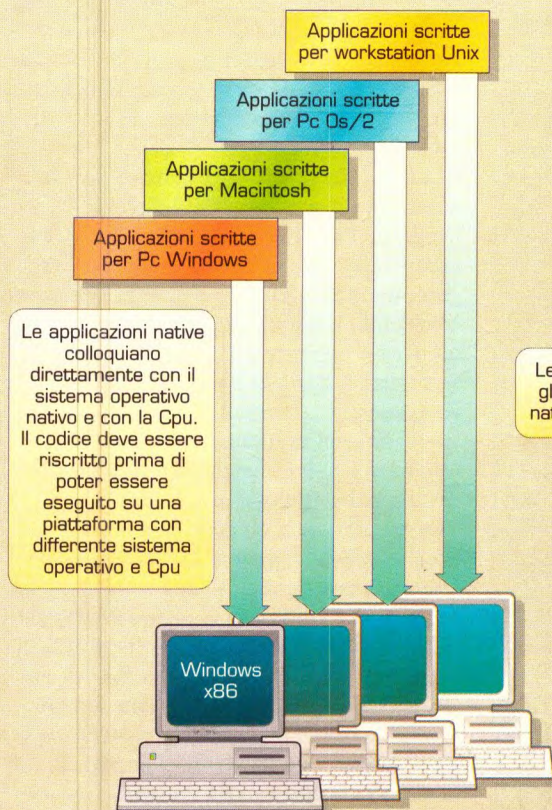 Applicazioni scritte
per workstation Unix
Applicazioni scritte
per Pc Os/2
Applicazioni scritte
per Macintosh
Applicazioni scritte
per Pc Windows
Le applicazioni native
colloquiano
direttamente con il
sistema operativo
nativo e con la Cpu.
Il codice deve essere
riscritto prima di
poter essere
eseguito su una
piattaforma con
differente sistema
operativo e Cpu
Le
gl
nat
Windows
x86